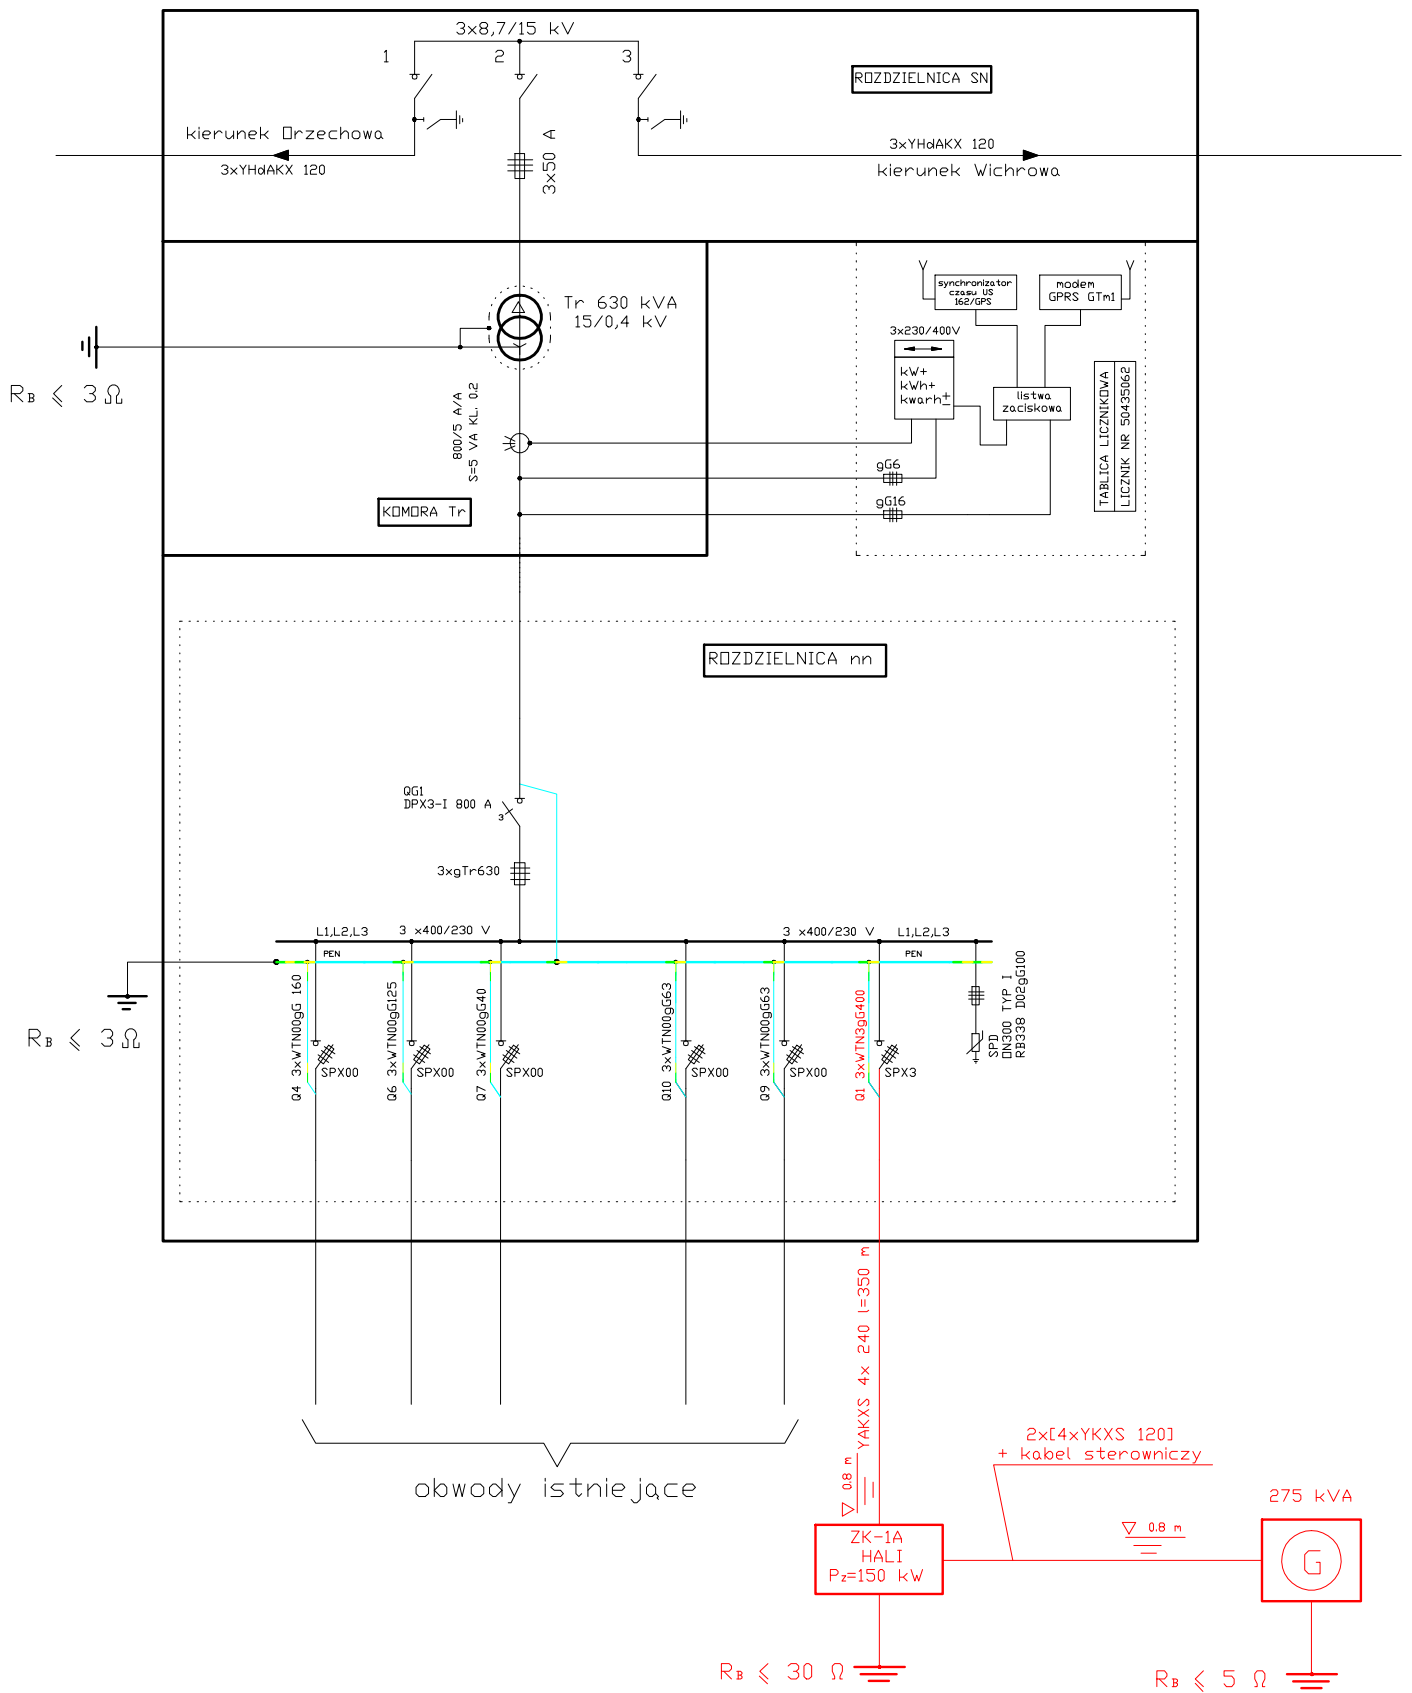 3x8,7/15 kV
1
2
3
ROZDZIELNICA SN
kierunek Orzechowa
3xYHdAKX 120
3x50 A
3xYHdAKX 120
kierunek Wichrowa
Tr 630 kVA
15/0,4 kV
synchronizator
czasu US
162/GPS
modem
GPRS GTm1
3x230/400V
kW+
kWh+
kwarh±
listwa
zaciskowa
TABLICA LICZNIKOWA
LICZNIK NR 50435062
RB ⩽ 3Ω
800/5 A/A
S=5 VA KL. 0.2
gG6
gG16
KOMORA Tr
ROZDZIELNICA nn
QG1
DPX3-I 800 A
3
3xgTr630
L1,L2,L3
3 x400/230 V
3 x400/230 V
L1,L2,L3
PEN
PEN
RB ⩽ 3Ω
Q4 3xWTN00gG 160
SPX00
Q6 3xWTN00gG125
SPX00
Q7 3xWTN00gG40
SPX00
Q10 3xWTN00gG63
SPX00
Q9 3xWTN00gG63
SPX00
Q1 3xWTN3gG400
SPX3
SPD
ON300 TYP I
RB338 D02gG100
YAKXS 4x 240 l=350 m
0.8 m
obwody istniejące
2x[4xYKXS 120]
+ kabel sterowniczy
275 kVA
0.8 m
G
ZK-1A
HALI
Pz=150 kW
RB ⩽ 30 Ω
RB ⩽ 5 Ω